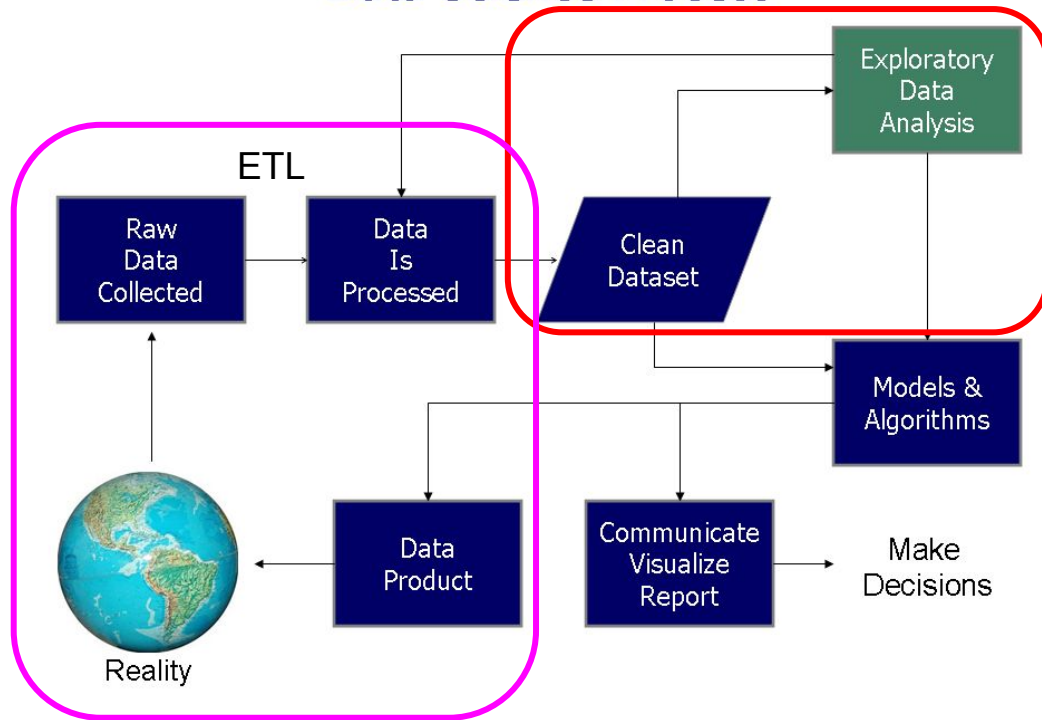 ETL
Raw
Data
Collected
Data
Is
Processed
Clean
Dataset
Exploratory
Data
Analysis
Models &
Algorithms
Data
Product
Communicate
Visualize
Report
Make
Decisions
Reality